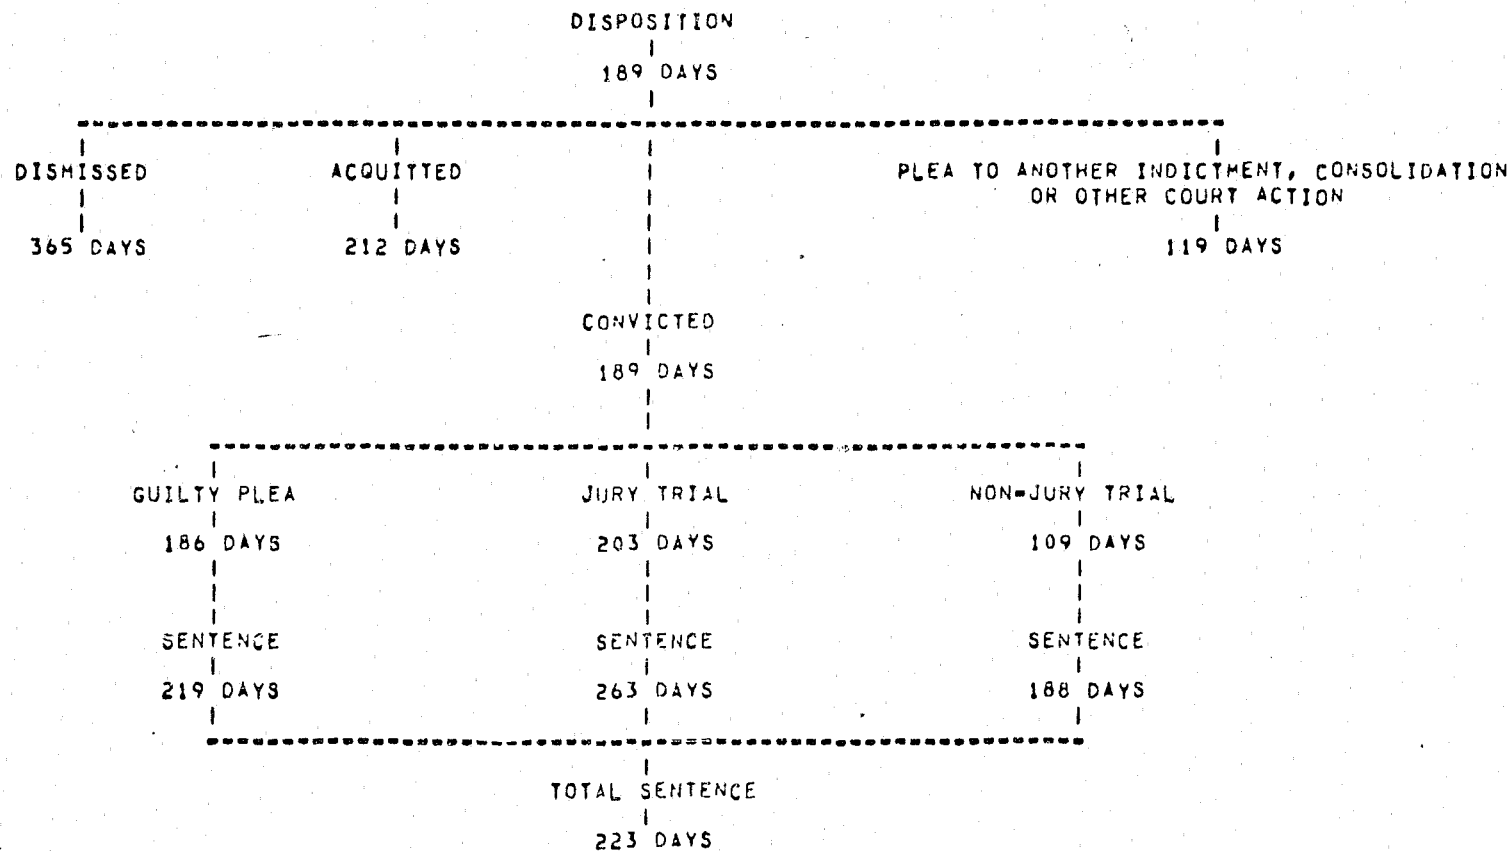 DISPOSITION
189 DAYS
DISMISSED ACQUITTED PLEA TO ANOTHER INDICTMENT, CONSOLIDATION
OR OTHER COURT ACTION
365 DAYS 212 DAYS 119 DAYS
CONVICTED
189 DAYS
GUILTY PLEA JURY TRIAL NON-JURY TRIAL
186 DAYS 203 DAYS 109 DAYS
SENTENCE SENTENCE SENTENCE
219 DAYS 263 DAYS 188 DAYS
TOTAL SENTENCE
223 DAYS